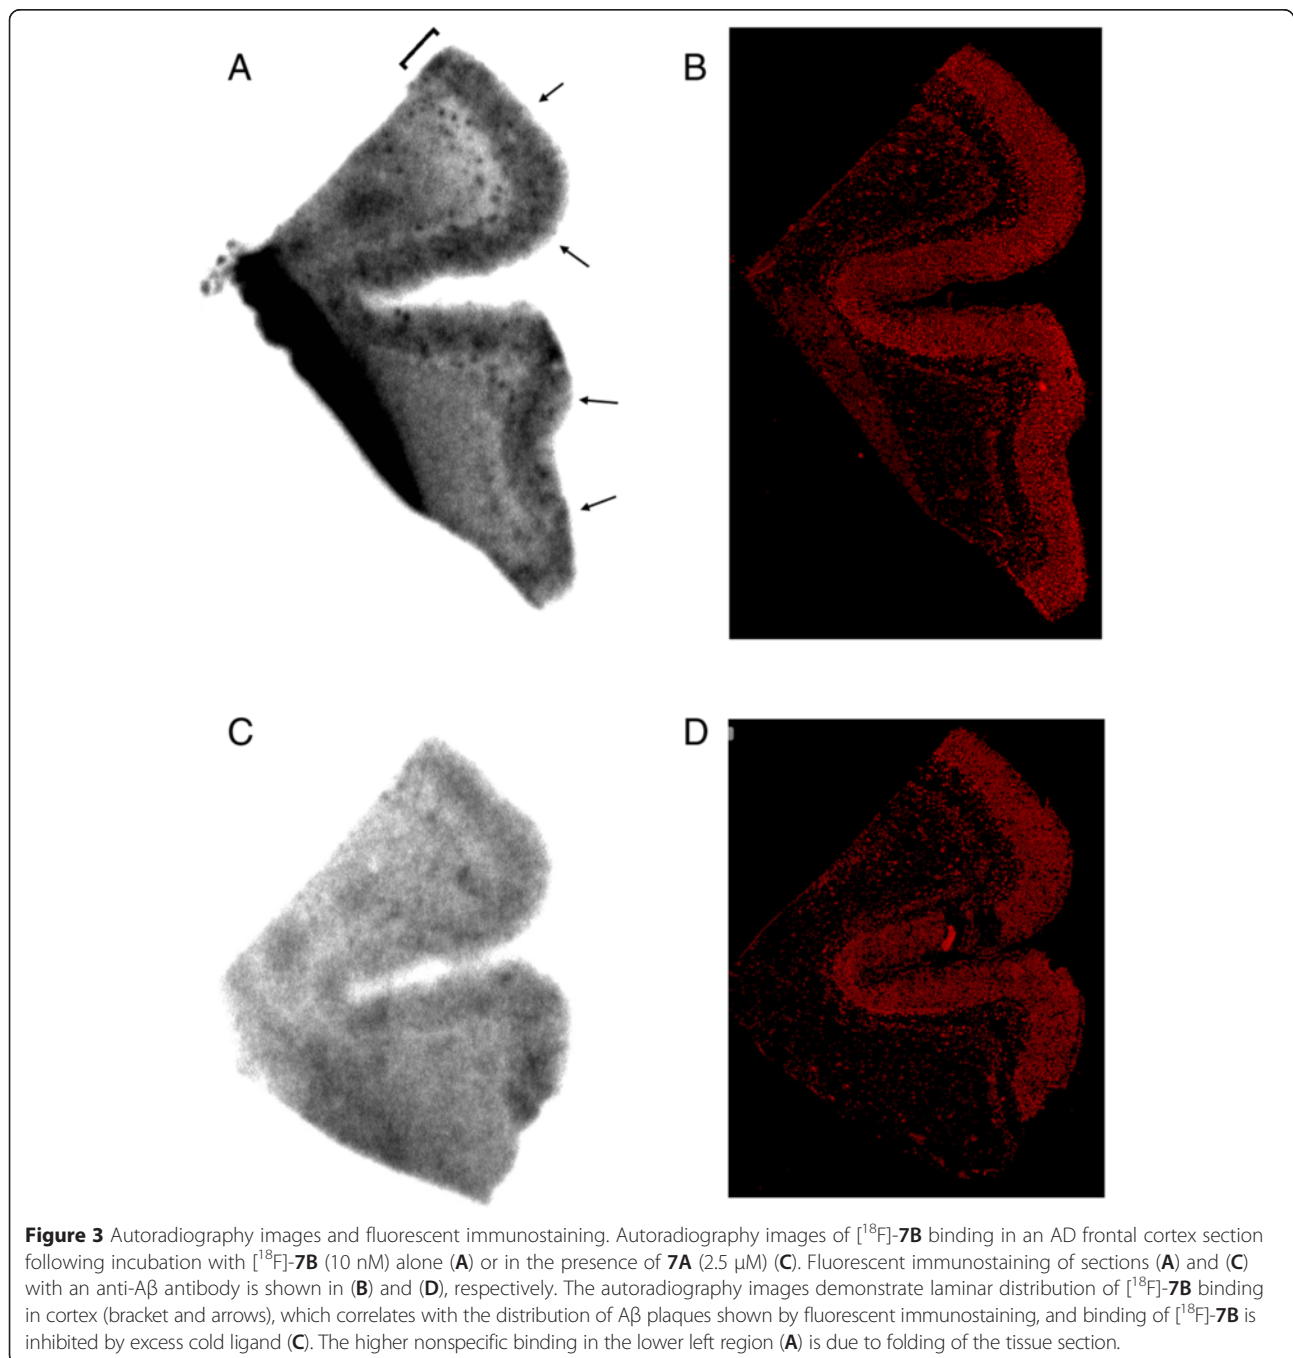 A
B
C
D
Figure 3 Autoradiography images and fluorescent immunostaining. Autoradiography images of [¹⁸F]-7B binding in an AD frontal cortex section
following incubation with [¹⁸F]-7B (10 nM) alone (A) or in the presence of 7A (2.5 μM) (C). Fluorescent immunostaining of sections (A) and (C)
with an anti-Aβ antibody is shown in (B) and (D), respectively. The autoradiography images demonstrate laminar distribution of [¹⁸F]-7B binding
in cortex (bracket and arrows), which correlates with the distribution of Aβ plaques shown by fluorescent immunostaining, and binding of [¹⁸F]-7B is
inhibited by excess cold ligand (C). The higher nonspecific binding in the lower left region (A) is due to folding of the tissue section.